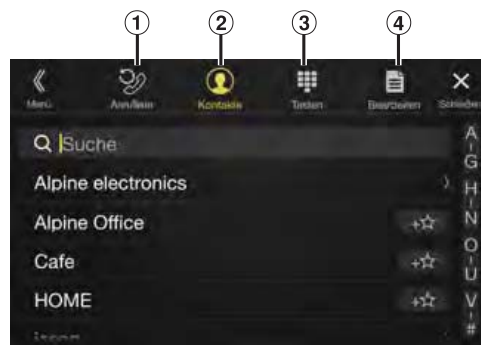 1 2 3 4
Menü Anrufliste Kontakte Tasten Bearbeiten Schließen
Suche
Alpine electronics
Alpine Office
Cafe
HOME
A-G
H-N
O-U
V-#